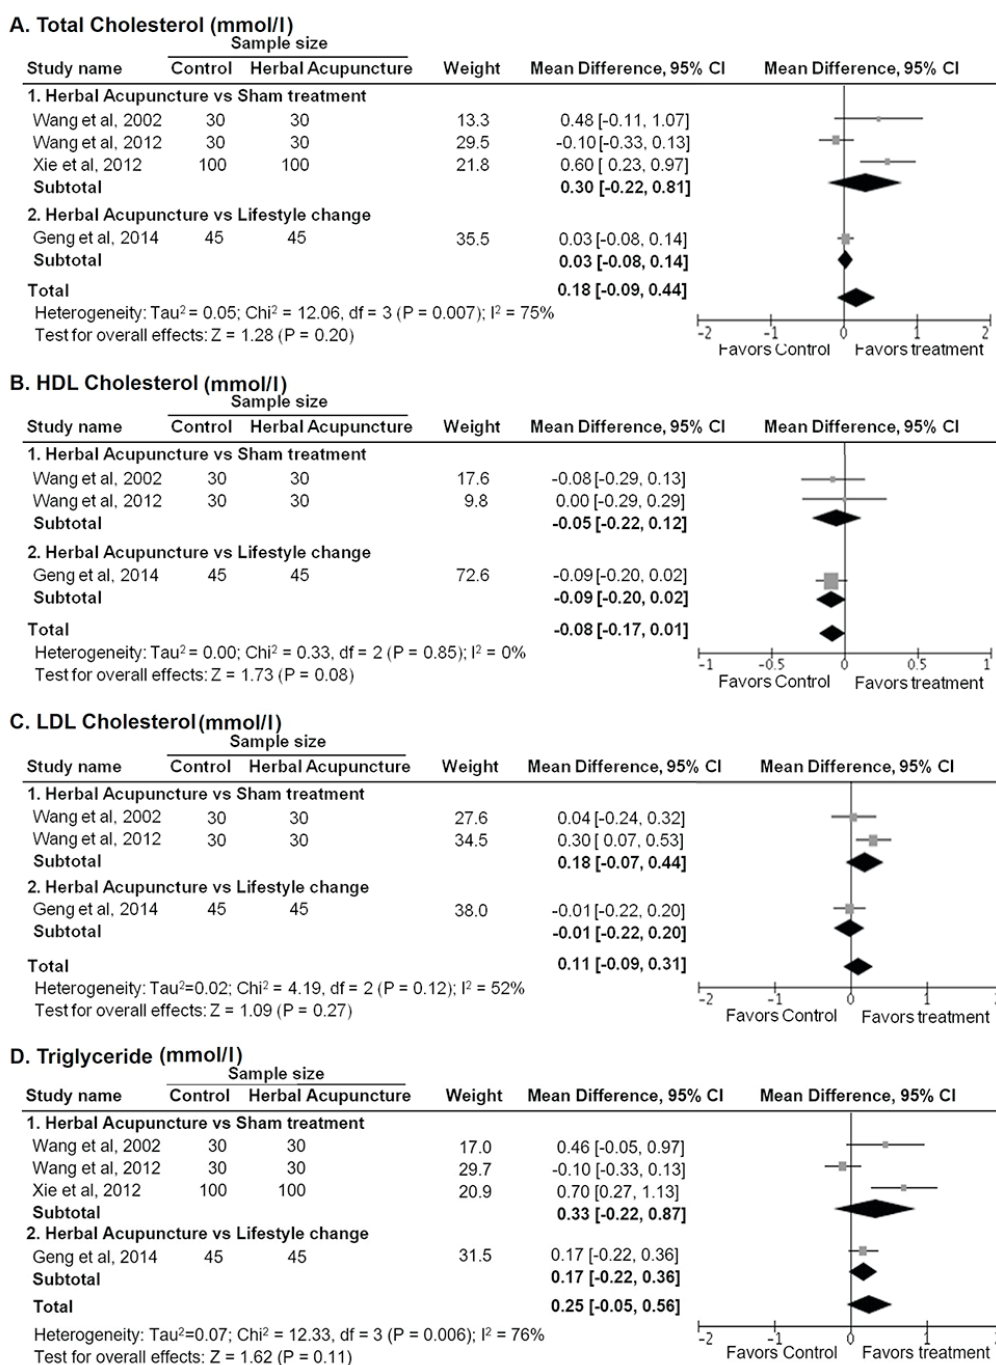 A. Total Cholesterol (mmol/l)
Sample size
Study name Control Herbal Acupuncture Weight Mean Difference, 95% CI Mean Difference, 95% CI
1. Herbal Acupuncture vs Sham treatment
Wang et al, 2002 30 30 13.3 0.48 [-0.11, 1.07]
Wang et al, 2012 30 30 29.5 -0.10 [-0.33, 0.13]
Xie et al, 2012 100 100 21.8 0.60 [ 0.23, 0.97]
Subtotal 0.30 [-0.22, 0.81]
2. Herbal Acupuncture vs Lifestyle change
Geng et al, 2014 45 45 35.5 0.03 [-0.08, 0.14]
Subtotal 0.03 [-0.08, 0.14]
Total 0.18 [-0.09, 0.44]
Heterogeneity: Tau² = 0.05; Chi² = 12.06, df = 3 (P = 0.007); I² = 75%
Test for overall effects: Z = 1.28 (P = 0.20)
-2 -1 0 1 2
Favors Control Favors treatment
B. HDL Cholesterol (mmol/l)
Sample size
Study name Control Herbal Acupuncture Weight Mean Difference, 95% CI Mean Difference, 95% CI
1. Herbal Acupuncture vs Sham treatment
Wang et al, 2002 30 30 17.6 -0.08 [-0.29, 0.13]
Wang et al, 2012 30 30 9.8 0.00 [-0.29, 0.29]
Subtotal -0.05 [-0.22, 0.12]
2. Herbal Acupuncture vs Lifestyle change
Geng et al, 2014 45 45 72.6 -0.09 [-0.20, 0.02]
Subtotal -0.09 [-0.20, 0.02]
Total -0.08 [-0.17, 0.01]
Heterogeneity: Tau² = 0.00; Chi² = 0.33, df = 2 (P = 0.85); I² = 0%
Test for overall effects: Z = 1.73 (P = 0.08)
-1 -0.5 0 0.5 1
Favors Control Favors treatment
C. LDL Cholesterol (mmol/l)
Sample size
Study name Control Herbal Acupuncture Weight Mean Difference, 95% CI Mean Difference, 95% CI
1. Herbal Acupuncture vs Sham treatment
Wang et al, 2002 30 30 27.6 0.04 [-0.24, 0.32]
Wang et al, 2012 30 30 34.5 0.30 [ 0.07, 0.53]
Subtotal 0.18 [-0.07, 0.44]
2. Herbal Acupuncture vs Lifestyle change
Geng et al, 2014 45 45 38.0 -0.01 [-0.22, 0.20]
Subtotal -0.01 [-0.22, 0.20]
Total 0.11 [-0.09, 0.31]
Heterogeneity: Tau²=0.02; Chi² = 4.19, df = 2 (P = 0.12); I² = 52%
Test for overall effects: Z = 1.09 (P = 0.27)
-2 -1 0 1 2
Favors Control Favors treatment
D. Triglyceride (mmol/l)
Sample size
Study name Control Herbal Acupuncture Weight Mean Difference, 95% CI Mean Difference, 95% CI
1. Herbal Acupuncture vs Sham treatment
Wang et al, 2002 30 30 17.0 0.46 [-0.05, 0.97]
Wang et al, 2012 30 30 29.7 -0.10 [-0.33, 0.13]
Xie et al, 2012 100 100 20.9 0.70 [0.27, 1.13]
Subtotal 0.33 [-0.22, 0.87]
2. Herbal Acupuncture vs Lifestyle change
Geng et al, 2014 45 45 31.5 0.17 [-0.22, 0.36]
Subtotal 0.17 [-0.22, 0.36]
Total 0.25 [-0.05, 0.56]
Heterogeneity: Tau²=0.07; Chi² = 12.33, df = 3 (P = 0.006); I² = 76%
Test for overall effects: Z = 1.62 (P = 0.11)
-2 -1 0 1 2
Favors Control Favors treatment